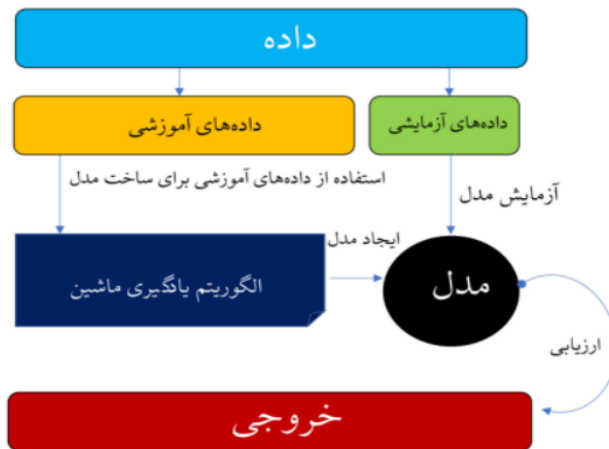 داده
داده‌های آموزشی
داده‌های آزمایشی
استفاده از داده‌های آموزشی برای ساخت مدل
آزمایش مدل
ایجاد مدل
الگوریتم یادگیری ماشین
مدل
ارزیابی
خروجی